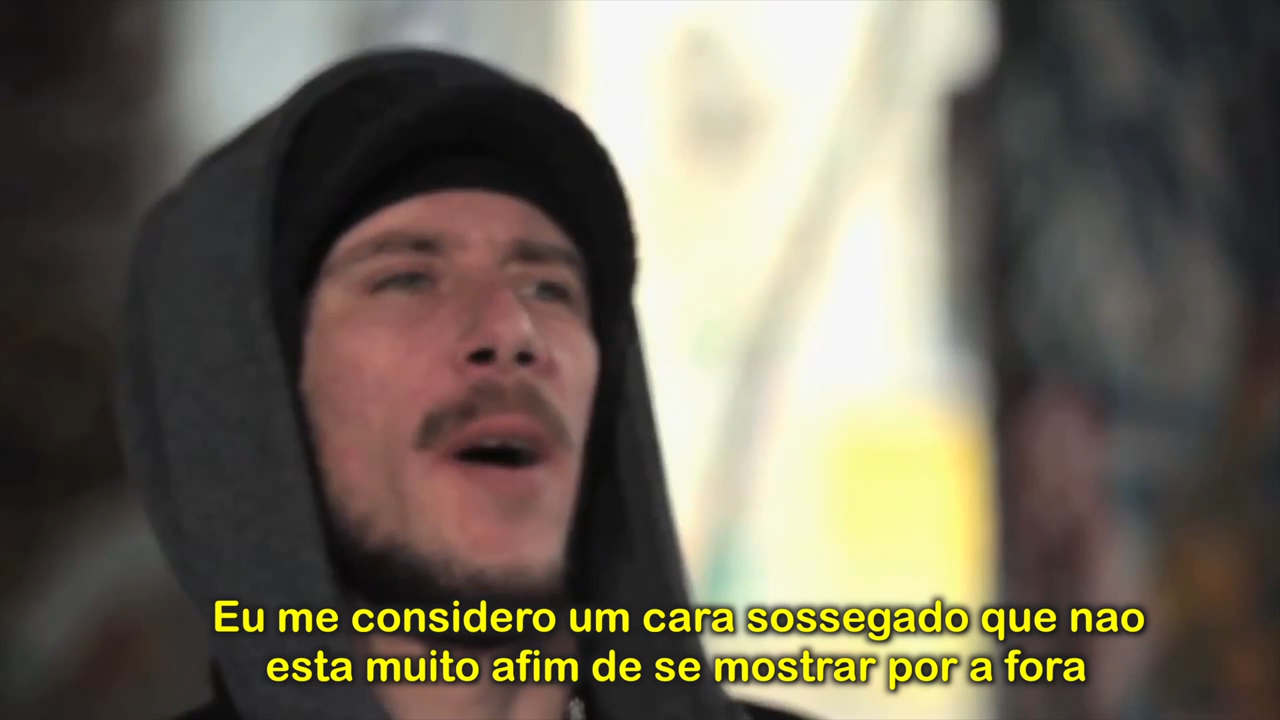 Eu me considero um cara sossegado que nao
esta muito afim de se mostrar por a fora